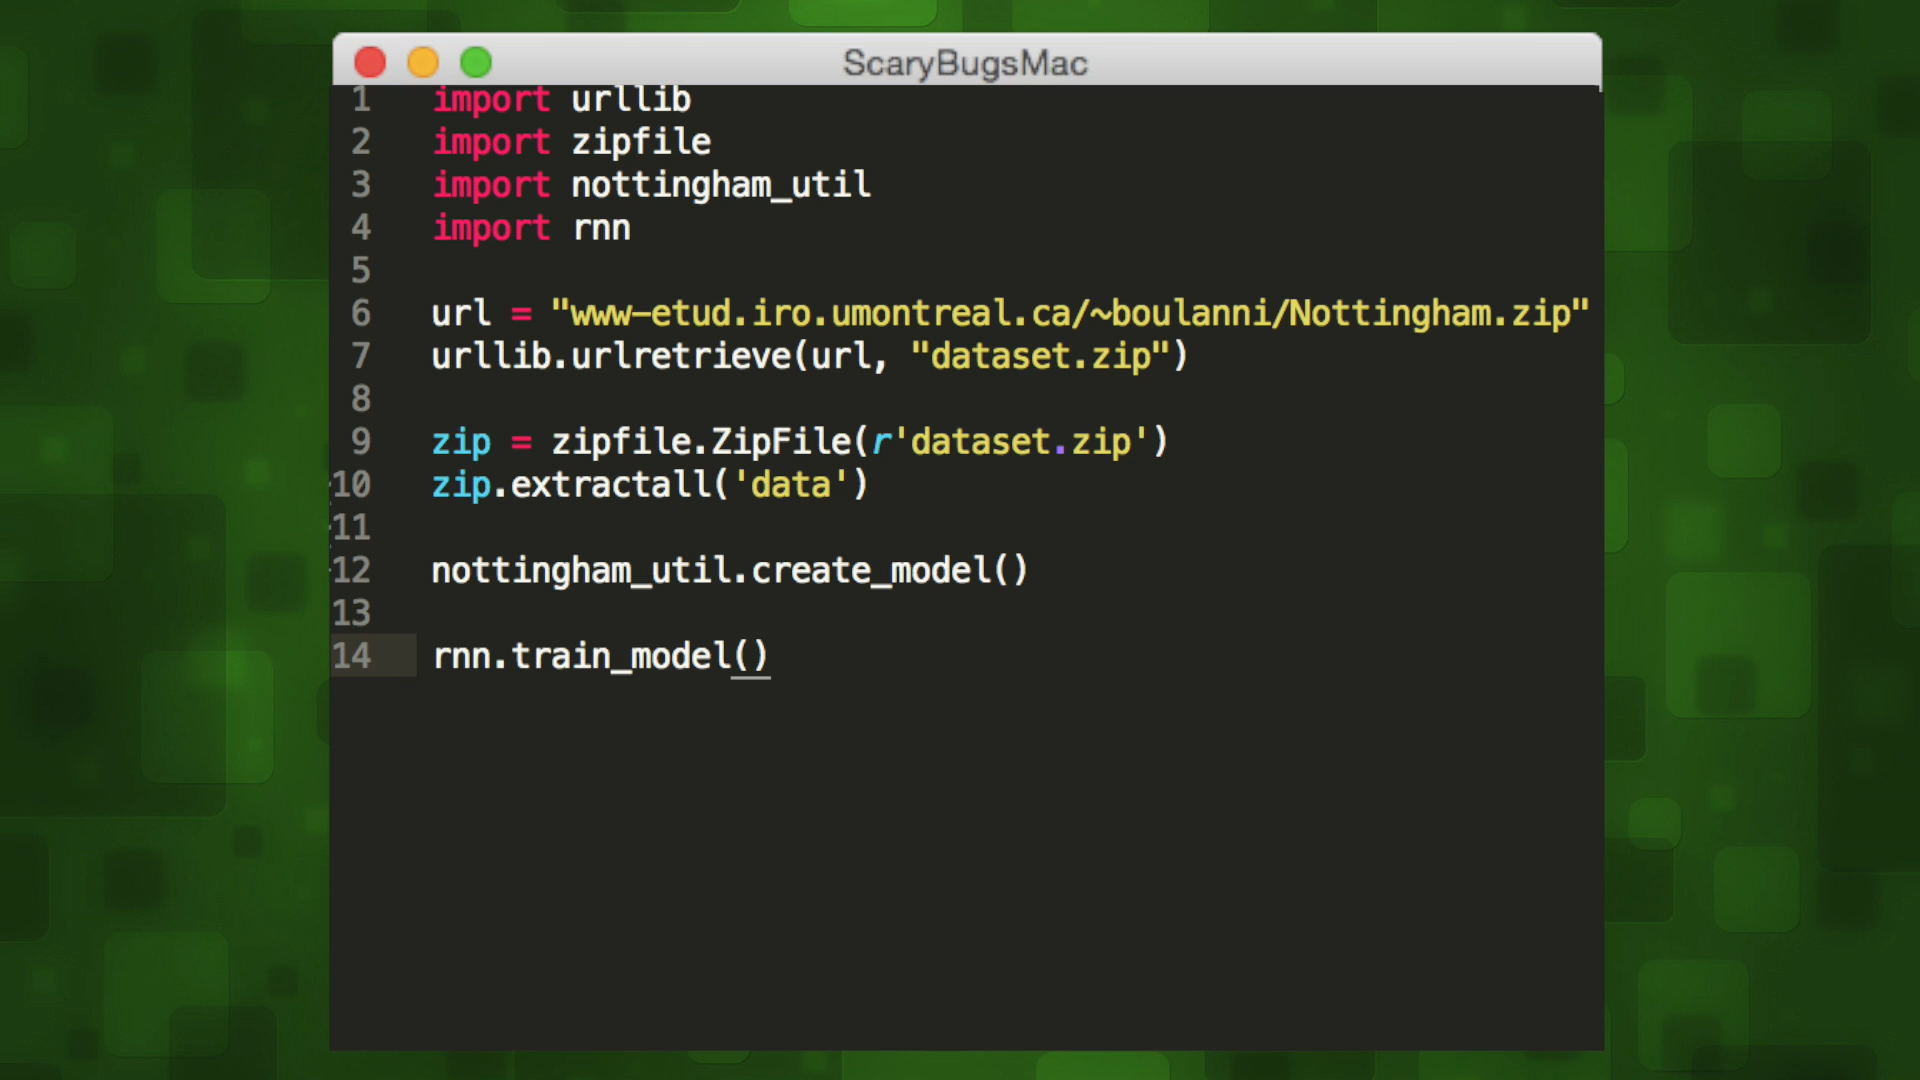 ScaryBugsMac
1 import urllib
2 import zipfile
3 import nottingham_util
4 import rnn
5
6 url = "www-etud.iro.umontreal.ca/~boulanni/Nottingham.zip"
7 urllib.urlretrieve(url, "dataset.zip")
8
9 zip = zipfile.ZipFile(r'dataset.zip')
10 zip.extractall('data')
11
12 nottingham_util.create_model()
13
14 rnn.train_model()